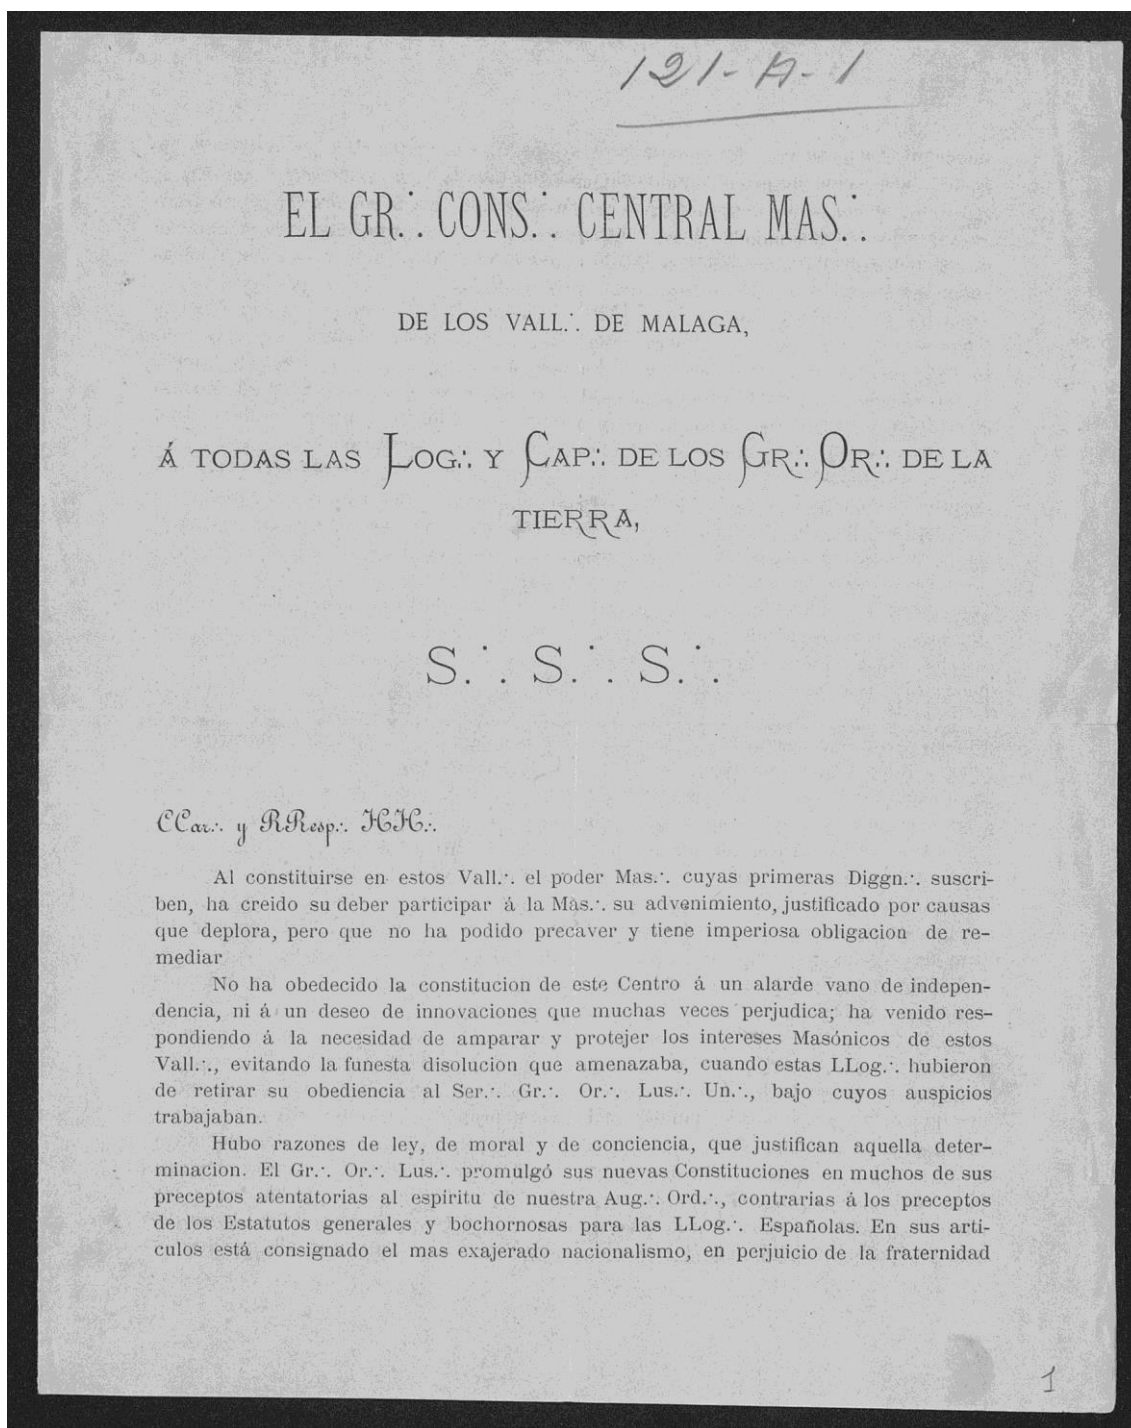 121-A-1
EL GR.·. CONS.·. CENTRAL MAS.·.
DE LOS VALL.·. DE MALAGA,
Á TODAS LAS LOG.·. Y CAP.·. DE LOS GR.·. OR.·. DE LA
TIERRA,
S.·. S.·. S.·.
CCar.·. y RResp.·. HH.·.
Al constituirse en estos Vall.·. el poder Mas.·. cuyas primeras Diggn.·. suscri-
ben, ha creido su deber participar á la Mas.·. su advenimiento, justificado por causas
que deplora, pero que no ha podido precaver y tiene imperiosa obligacion de re-
mediar
No ha obedecido la constitucion de este Centro á un alarde vano de indepen-
dencia, ni á un deseo de innovaciones que muchas veces perjudica; ha venido res-
pondiendo á la necesidad de amparar y protejer los intereses Masónicos de estos
Vall.·., evitando la funesta disolucion que amenazaba, cuando estas LLog.·. hubieron
de retirar su obediencia al Ser.·. Gr.·. Or.·. Lus.·. Un.·., bajo cuyos auspicios
trabajaban.
Hubo razones de ley, de moral y de conciencia, que justifican aquella deter-
minacion. El Gr.·. Or.·. Lus.·. promulgó sus nuevas Constituciones en muchos de sus
preceptos atentatorias al espiritu de nuestra Aug.·. Ord.·., contrarias á los preceptos
de los Estatutos generales y bochornosas para las LLog.·. Españolas. En sus arti-
culos está consignado el mas exajerado nacionalismo, en perjuicio de la fraternidad
1